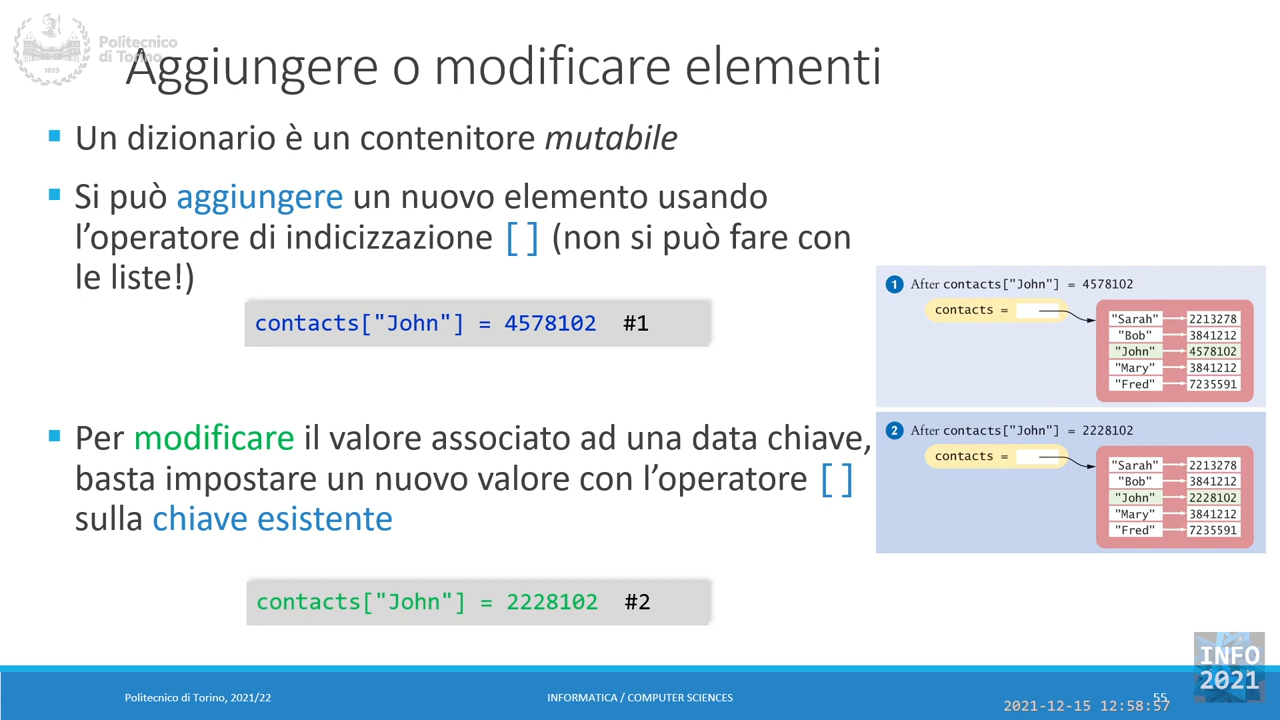 Politecnico
di Torino
1859
Aggiungere o modificare elementi
Un dizionario è un contenitore mutabile
Si può aggiungere un nuovo elemento usando
l’operatore di indicizzazione [] (non si può fare con
le liste!)
contacts["John"] = 4578102 #1
Per modificare il valore associato ad una data chiave,
basta impostare un nuovo valore con l’operatore []
sulla chiave esistente
contacts["John"] = 2228102 #2
1 After contacts["John"] = 4578102
contacts =
"Sarah" 2213278
"Bob" 3841212
"John" 4578102
"Mary" 3841212
"Fred" 7235591
2 After contacts["John"] = 2228102
contacts =
"Sarah" 2213278
"Bob" 3841212
"John" 2228102
"Mary" 3841212
"Fred" 7235591
Politecnico di Torino, 2021/22
INFORMATICA / COMPUTER SCIENCES
55
INFO
2021
2021-12-15 12:58:57